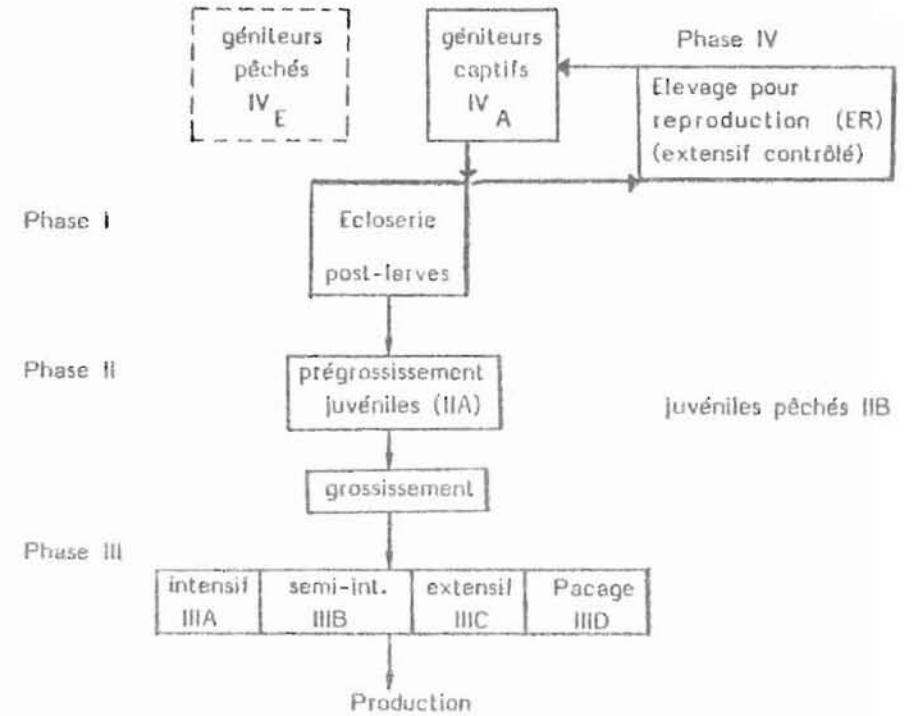 géniteurs
pêchés
IV E
géniteurs
captifs
IV A
Phase IV
Elevage pour
reproduction (ER)
(extensif contrôlé)
Phase I
Ecloserie
post-larves
Phase II
prégrossissement
juvéniles (IIA)
juvéniles pêchés IIB
grossissement
Phase III
intensif
IIIA
semi-int.
IIIB
extensif
IIIC
Pacage
IIID
Production